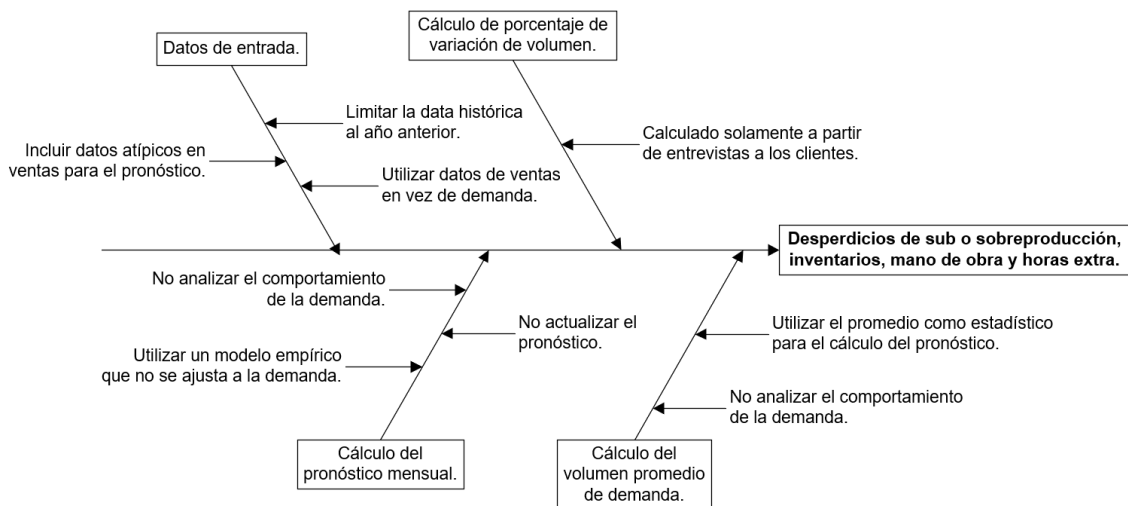 Datos de entrada.
Cálculo de porcentaje de
variación de volumen.
Limitar la data histórica
al año anterior.
Incluir datos atípicos en
ventas para el pronóstico.
Utilizar datos de ventas
en vez de demanda.
Calculado solamente a partir
de entrevistas a los clientes.
Desperdicios de sub o sobreproducción,
inventarios, mano de obra y horas extra.
No analizar el comportamiento
de la demanda.
No actualizar el
pronóstico.
Utilizar un modelo empírico
que no se ajusta a la demanda.
Cálculo del
pronóstico mensual.
Utilizar el promedio como estadístico
para el cálculo del pronóstico.
No analizar el comportamiento
de la demanda.
Cálculo del
volumen promedio
de demanda.